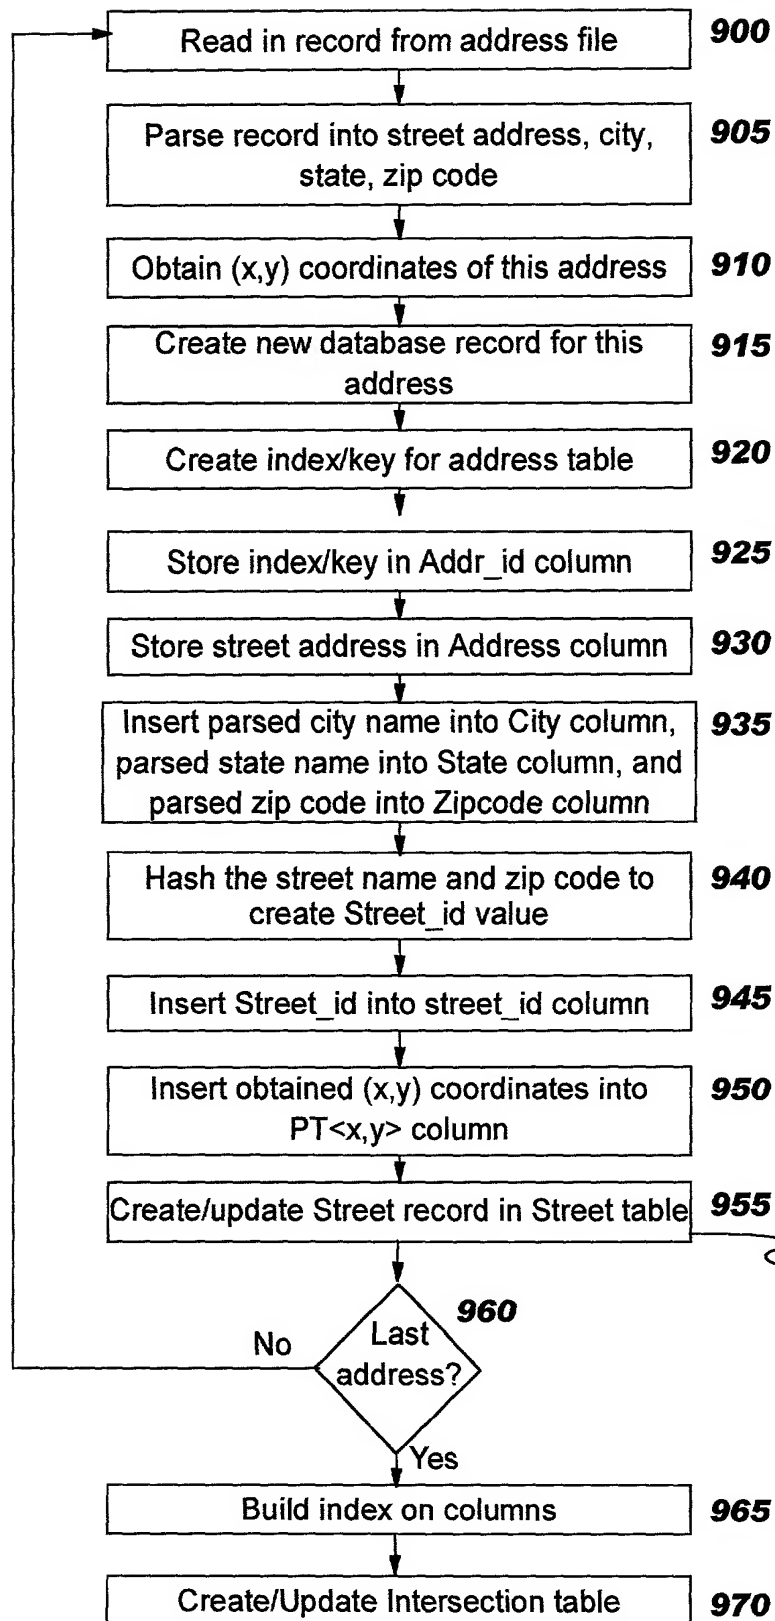 Read in record from address file 900
Parse record into street address, city, 905
state, zip code
Obtain (x,y) coordinates of this address 910
Create new database record for this 915
address
Create index/key for address table 920
Store index/key in Addr_id column 925
Store street address in Address column 930
Insert parsed city name into City column, 935
parsed state name into State column, and
parsed zip code into Zipcode column
Hash the street name and zip code to 940
create Street_id value
Insert Street_id into street_id column 945
Insert obtained (x,y) coordinates into 950
PT<x,y> column
Create/update Street record in Street table 955
960
Last
address?
No
Yes
Build index on columns 965
Create/Update Intersection table 970